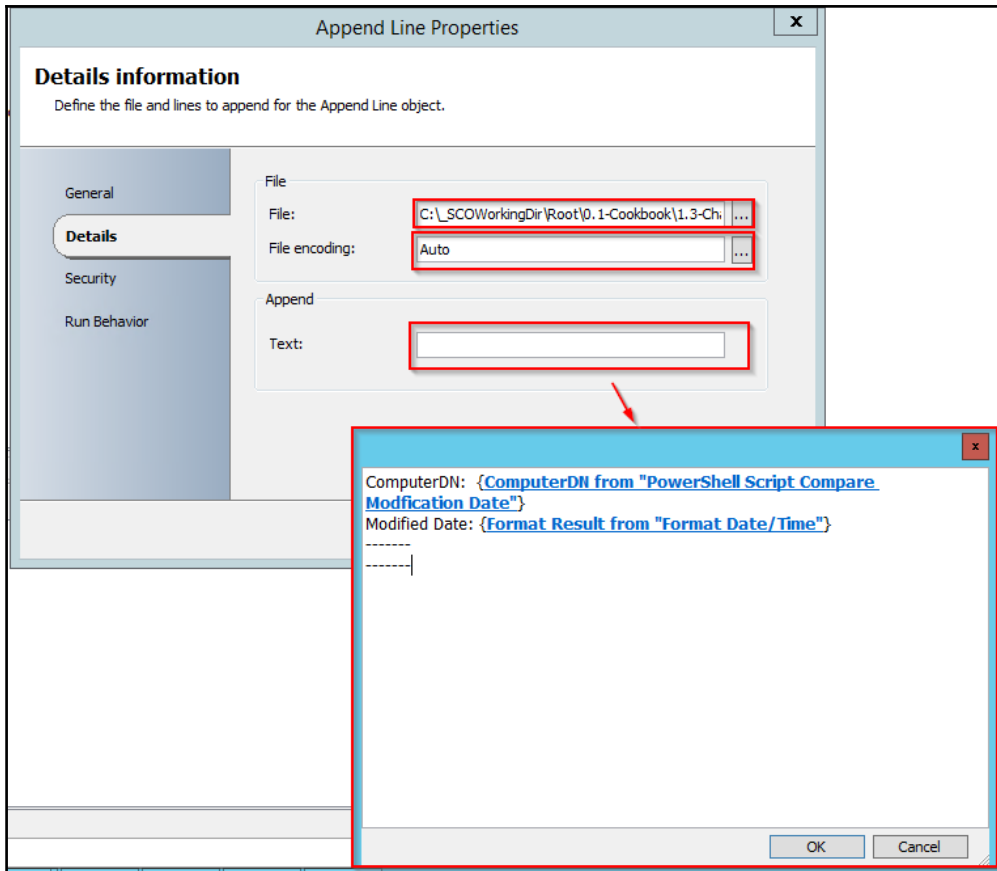 Append Line Properties
x
Details information
Define the file and lines to append for the Append Line object.
General
Details
Security
Run Behavior
File
File: C:\_SCOWorkingDir\Root\0.1-Cookbook\1.3-Ch ...
File encoding: Auto ...
Append
Text:
x
ComputerDN:  {ComputerDN from "PowerShell Script Compare
Modfication Date"}
Modified Date: {Format Result from "Format Date/Time"}
-------
-------
OK Cancel